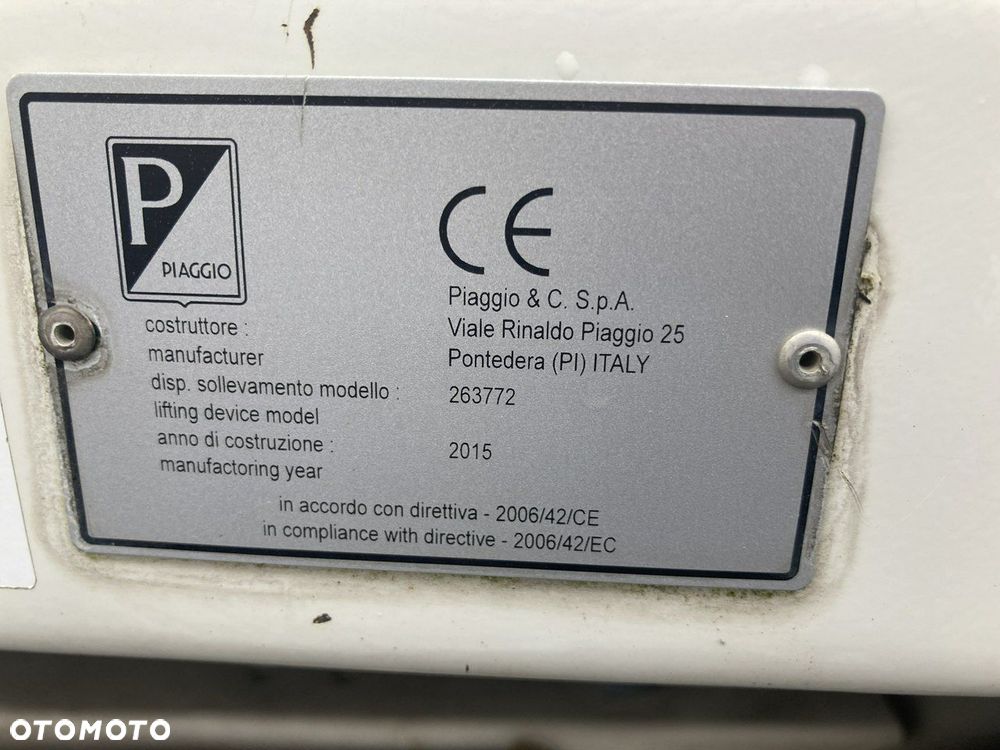 P
PIAGGIO
CE
costruttore :
manufacturer
Piaggio & C. S.p.A.
Viale Rinaldo Piaggio 25
Pontedera (PI) ITALY
disp. sollevamento modello : 263772
lifting device model
anno di costruzione : 2015
manufactoring year
in accordo con direttiva - 2006/42/CE
in compliance with directive - 2006/42/EC
OTOMOTO